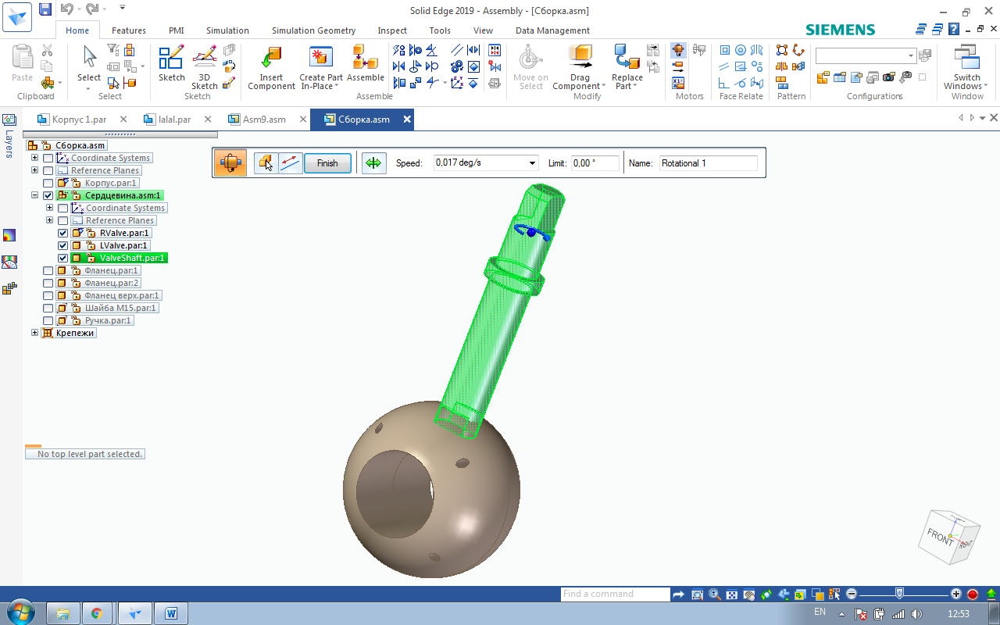 Solid Edge 2019 - Assembly - [Сборка.asm]
Home Features PMI Simulation Simulation Geometry Inspect Tools View Data Management
SIEMENS
Paste
Clipboard
Select
Select
Sketch
3D Sketch
Sketch
Insert Component
Create Part In-Place
Assemble
Assemble
Move on Select
Drag Component
Replace Part
Modify
Motors
Face Relate
Pattern
Configurations
Switch Windows
Window
Корпус 1.par
lalal.par
Asm9.asm
Сборка.asm
Layers
Сборка.asm
Coordinate Systems
Reference Planes
Корпус.par:1
Сердцевина.asm:1
Coordinate Systems
Reference Planes
RValve.par:1
LValve.par:1
ValveShaft.par:1
Фланец.par:1
Фланец.par:2
Фланец верх.par:1
Шайба М15.par:1
Ручка.par:1
Крепежи
Finish
Speed: 0,017 deg/s
Limit: 0,00 °
Name: Rotational 1
No top level part selected.
FRONT
RIGHT
Find a command
EN
12:53